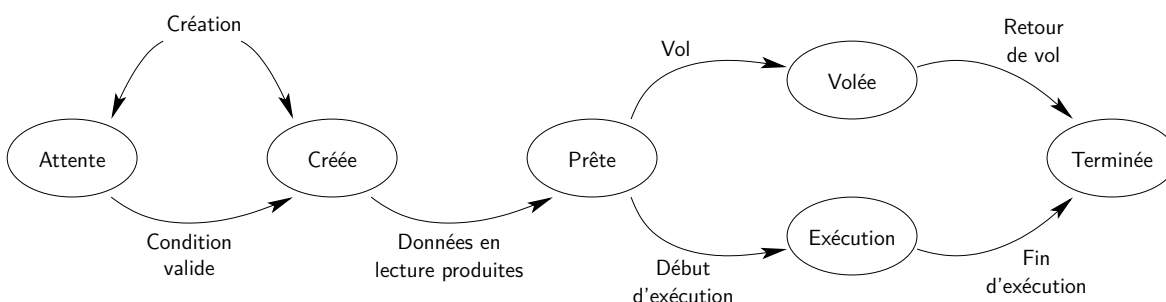 Création
Attente
Créée
Condition
valide
Données en
lecture produites
Prête
Vol
Volée
Retour
de vol
Début
d'exécution
Exécution
Fin
d'exécution
Terminée